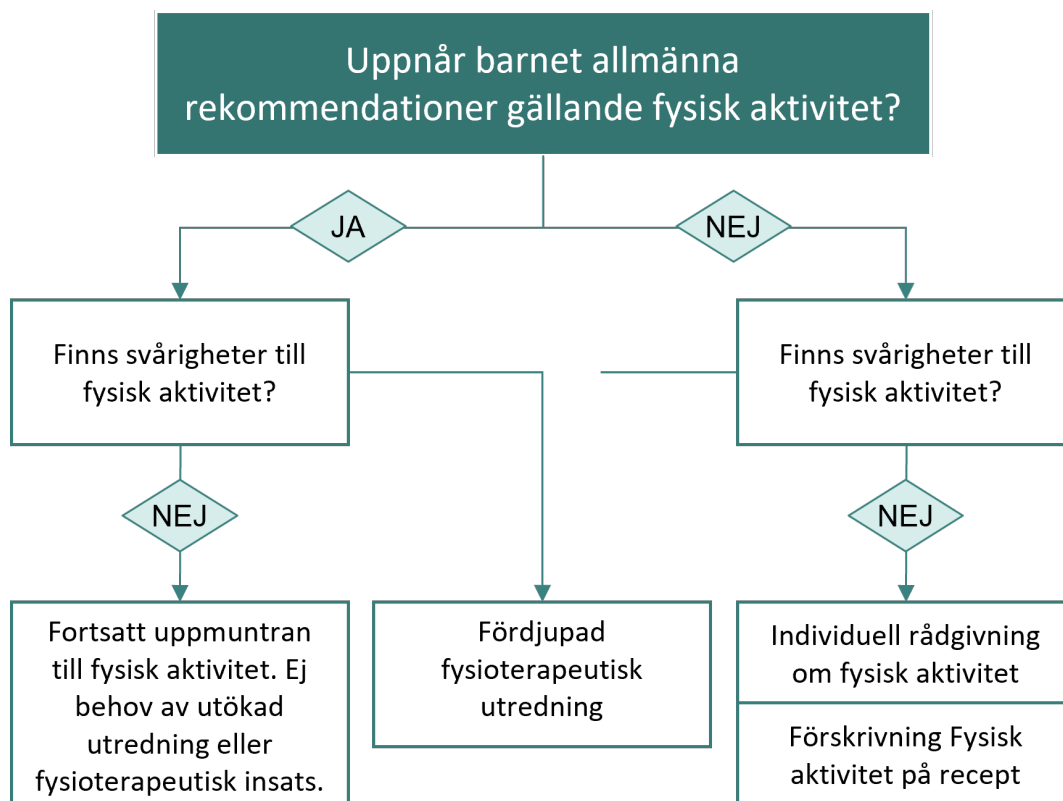 Uppnår barnet allmänna
rekommendationer gällande fysisk aktivitet?
JA
NEJ
Finns svårigheter till
fysisk aktivitet?
Finns svårigheter till
fysisk aktivitet?
NEJ
NEJ
Fortsatt uppmuntran
till fysisk aktivitet. Ej
behov av utökad
utredning eller
fysioterapeutisk insats.
Fördjupad
fysioterapeutisk
utredning
Individuell rådgivning
om fysisk aktivitet
Förskrivning Fysisk
aktivitet på recept